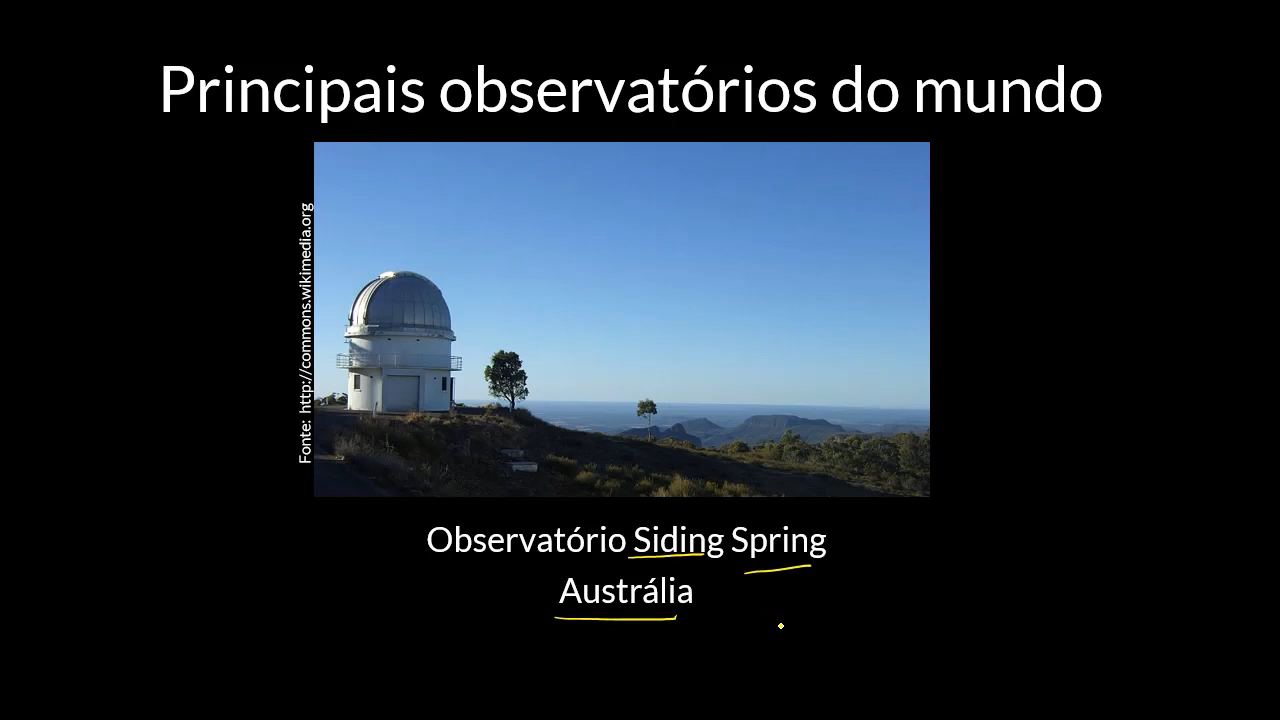 Principais observatórios do mundo
Fonte: http://commons.wikimedia.org
Observatório Siding Spring
Austrália